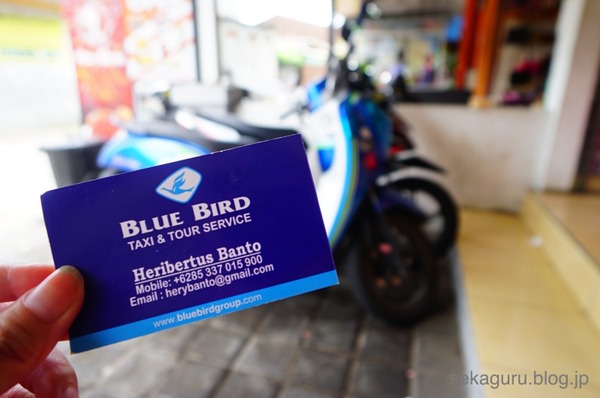 BLUE BIRD
TAXI & TOUR SERVICE
Heribertus Banto
Mobile: +6285 337 015 900
Email : herybanto@gmail.com
www.bluebirdgroup.com
sekaguru.blog.jp